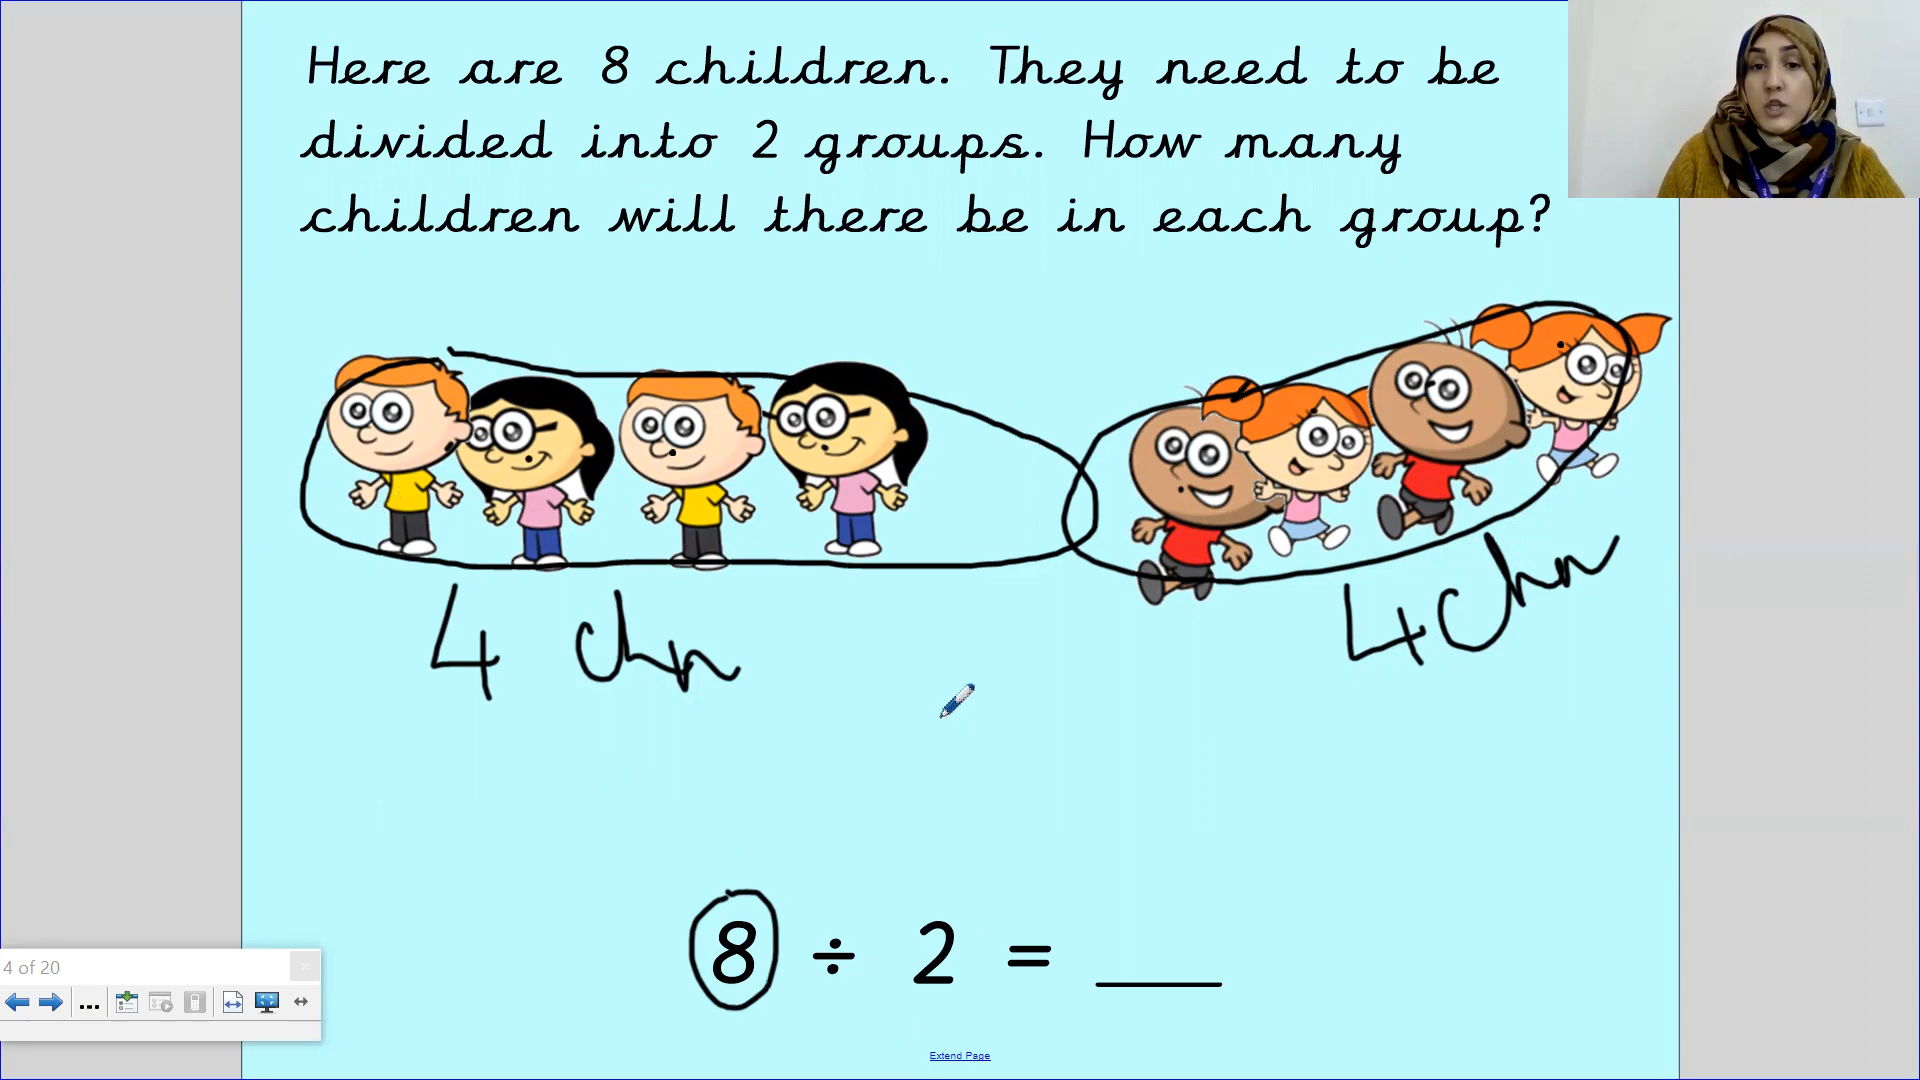 Here are 8 children. They need to be
divided into 2 groups. How many
children will there be in each group?
4 chn
4 chn
8 ÷ 2 = ____
4 of 20
Extend Page